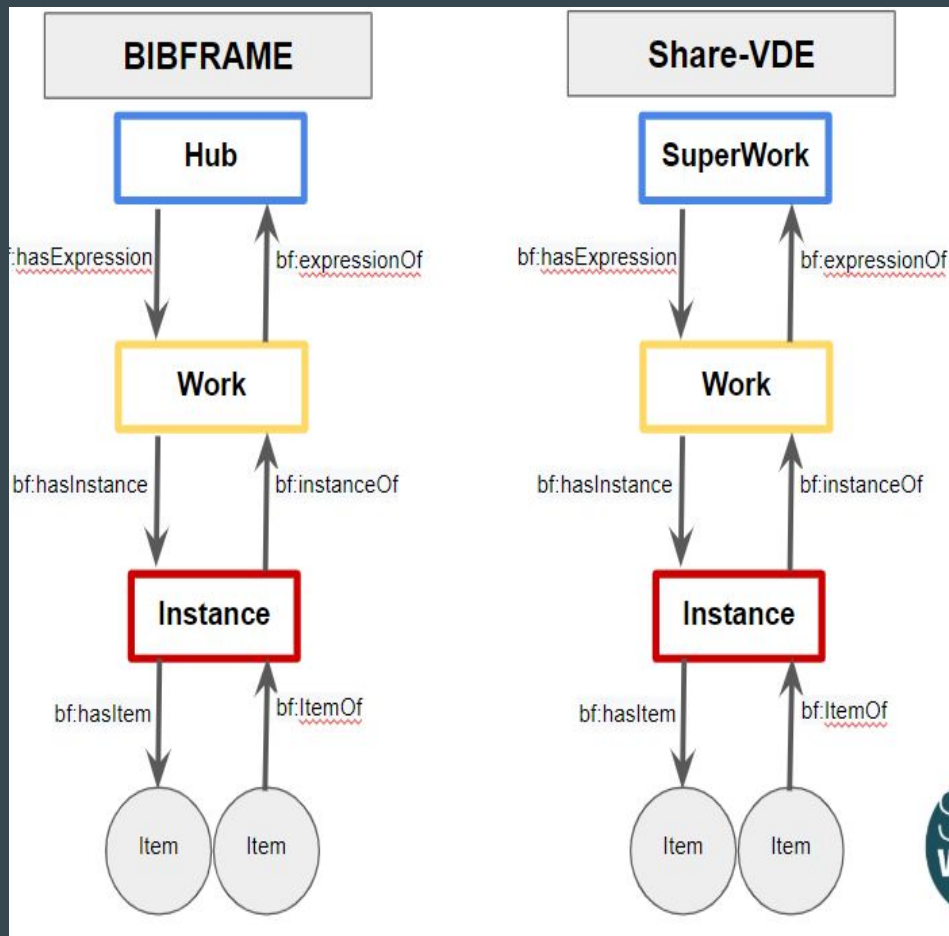 BIBFRAME
Share-VDE
Hub
SuperWork
f:hasExpression
bf:expressionOf
bf:hasExpression
bf:expressionOf
Work
Work
bf:hasInstance
bf:instanceOf
bf:hasInstance
bf:instanceOf
Instance
Instance
bf:hasItem
bf:ItemOf
bf:hasItem
bf:ItemOf
Item
Item
Item
Item